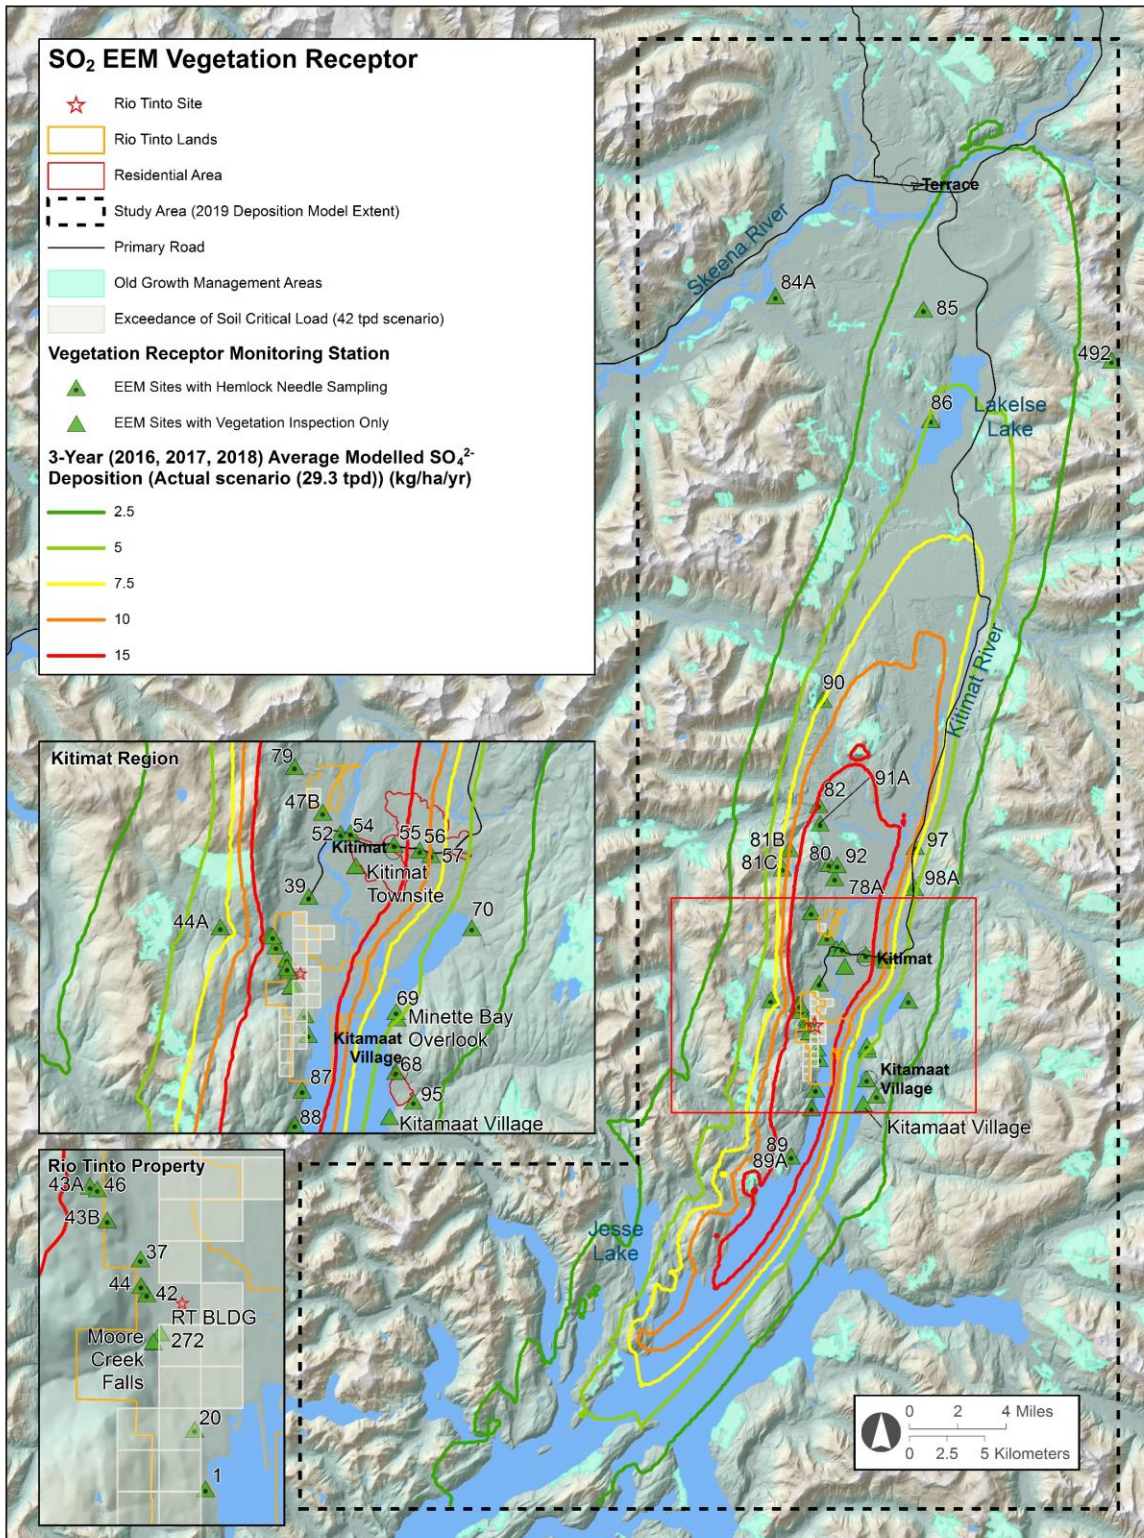 SO₂ EEM Vegetation Receptor
Rio Tinto Site
Rio Tinto Lands
Residential Area
Study Area (2019 Deposition Model Extent)
Primary Road
Old Growth Management Areas
Exceedance of Soil Critical Load (42 tpd scenario)
Vegetation Receptor Monitoring Station
EEM Sites with Hemlock Needle Sampling
EEM Sites with Vegetation Inspection Only
3-Year (2016, 2017, 2018) Average Modelled SO₄²⁻
Deposition (Actual scenario (29.3 tpd)) (kg/ha/yr)
2.5
5
7.5
10
15
Terrace
Skeena River
84A
85
492
86
Lakelse
Lake
Kitimat River
90
91A
82
81B
81C
80
92
97
78A
98A
Kitimat
Kitamaat
Village
Kitamaat Village
89
89A
Jesse
Lake
Kitimat Region
79
47B
52
54
55
56
57
Kitimat
Kitimat
Townsite
39
44A
70
69
Minette Bay
Overlook
Kitamaat
Village
68
87
95
88
Kitamaat Village
Rio Tinto Property
43A
46
43B
37
44
42
RT BLDG
Moore
Creek
Falls
272
20
1
0 2 4 Miles
0 2.5 5 Kilometers